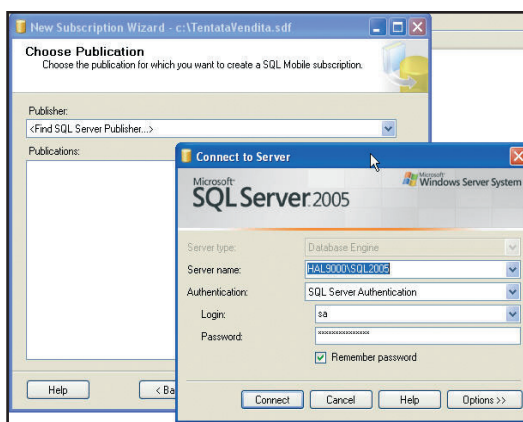 New Subscription Wizard - c:\TentataVendita.sdf
Choose Publication
Choose the publication for which you want to create a SQL Mobile subscription.
Publisher:
<Find SQL Server Publisher...>
Publications:
Connect to Server
Microsoft
SQL Server 2005
Microsoft
Windows Server System
Server type:
Database Engine
Server name:
HAL9000\SQL2005
Authentication:
SQL Server Authentication
Login:
sa
Password:
***************
Remember password
Help
< Ba
Connect
Cancel
Help
Options >>